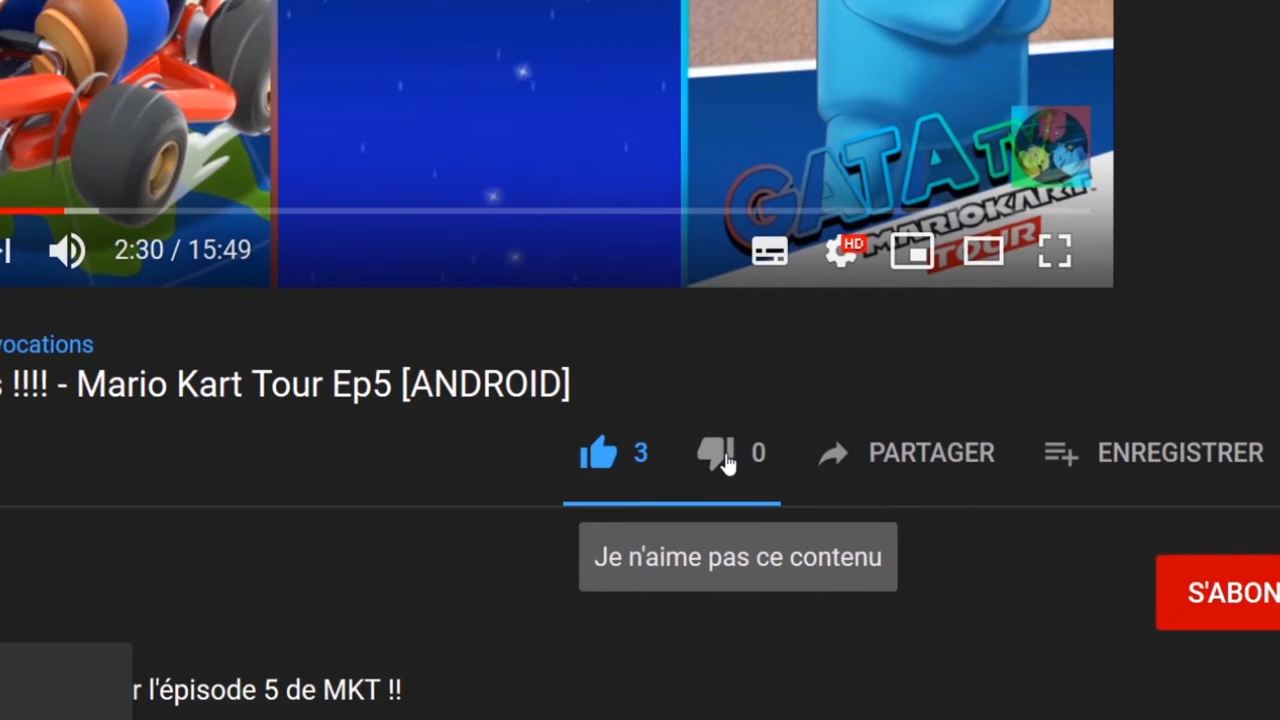 GATA T
MARIOKART
TOUR
2:30 / 15:49
HD
vocations
s !!!! - Mario Kart Tour Ep5 [ANDROID]
3
0
PARTAGER
ENREGISTRER
Je n'aime pas ce contenu
S'ABON
r l'épisode 5 de MKT !!